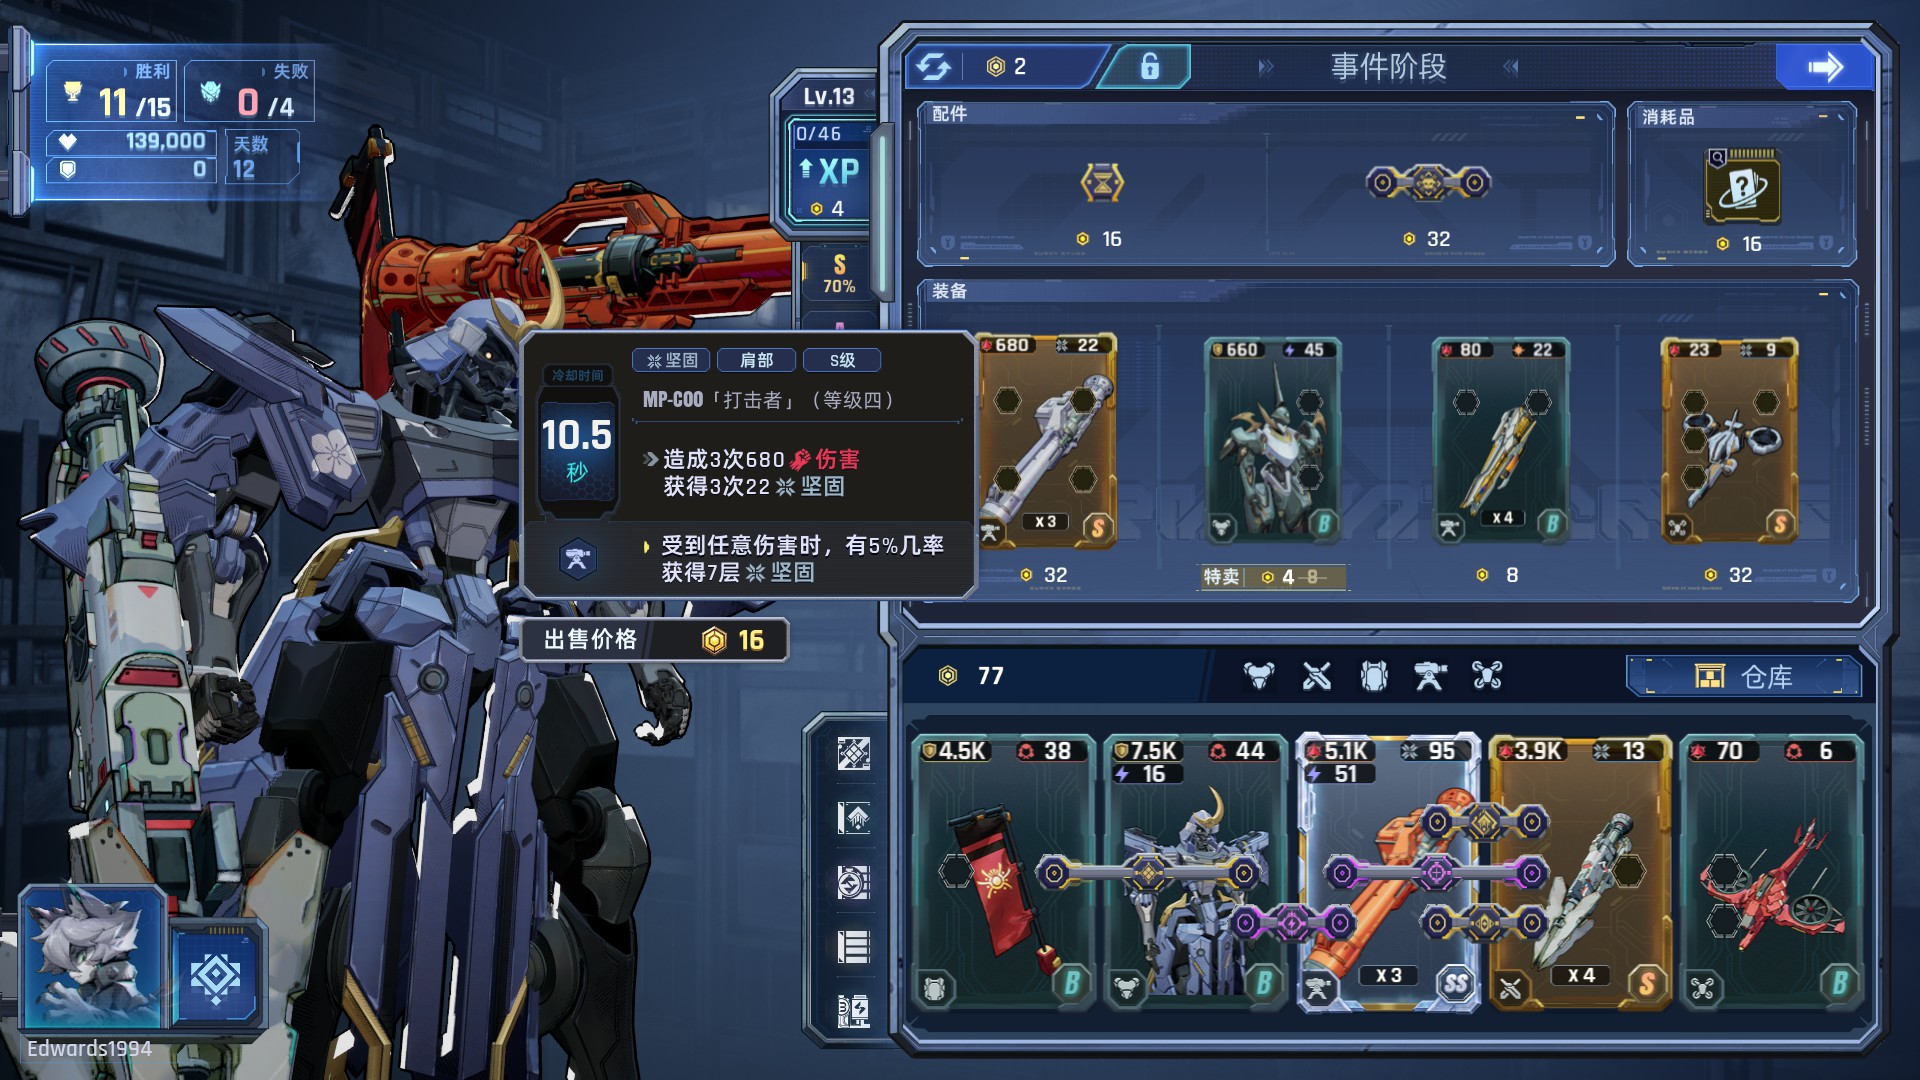 胜利
11/15
失败
0/4
139,000
0
天数
12
Lv.13
0/46
XP
4
S
70%
2
事件阶段
配件
16
32
消耗品
16
装备
680 22
x3
S
32
660 45
B
特卖 4 8
80 22
x4
B
8
23 9
S
32
冷却时间
10.5
秒
坚固
肩部
S级
MP-C00「打击者」（等级四）
造成3次680伤害
获得3次22坚固
受到任意伤害时，有5%几率
获得7层坚固
出售价格 16
77
仓库
4.5K 38
B
7.5K 44
16
B
5.1K 95
51
x3
SS
3.9K 13
x4
S
70 6
B
Edwards1994